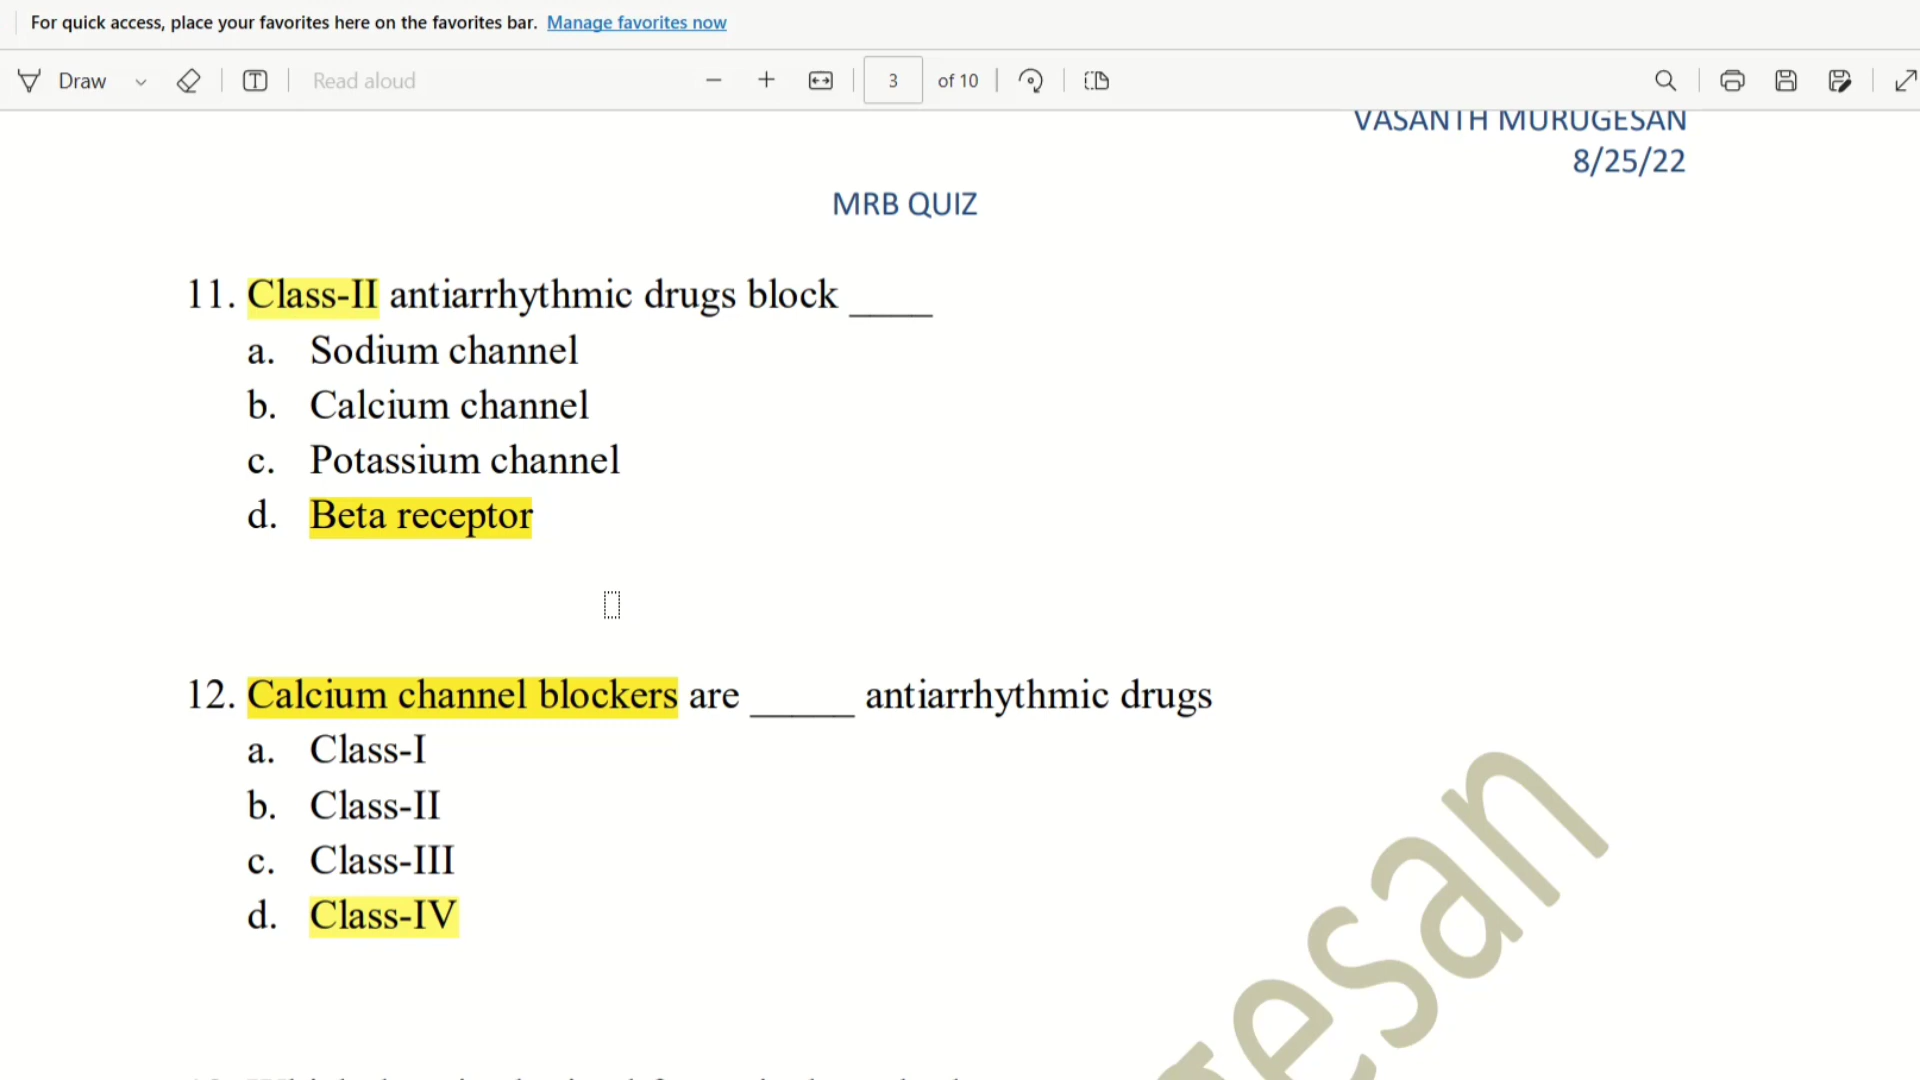 For quick access, place your favorites here on the favorites bar. Manage favorites now
Draw Read aloud 3 of 10
VASANTH MURUGESAN
8/25/22
MRB QUIZ
11. Class-II antiarrhythmic drugs block ____
a. Sodium channel
b. Calcium channel
c. Potassium channel
d. Beta receptor
12. Calcium channel blockers are _____ antiarrhythmic drugs
a. Class-I
b. Class-II
c. Class-III
d. Class-IV
gesan